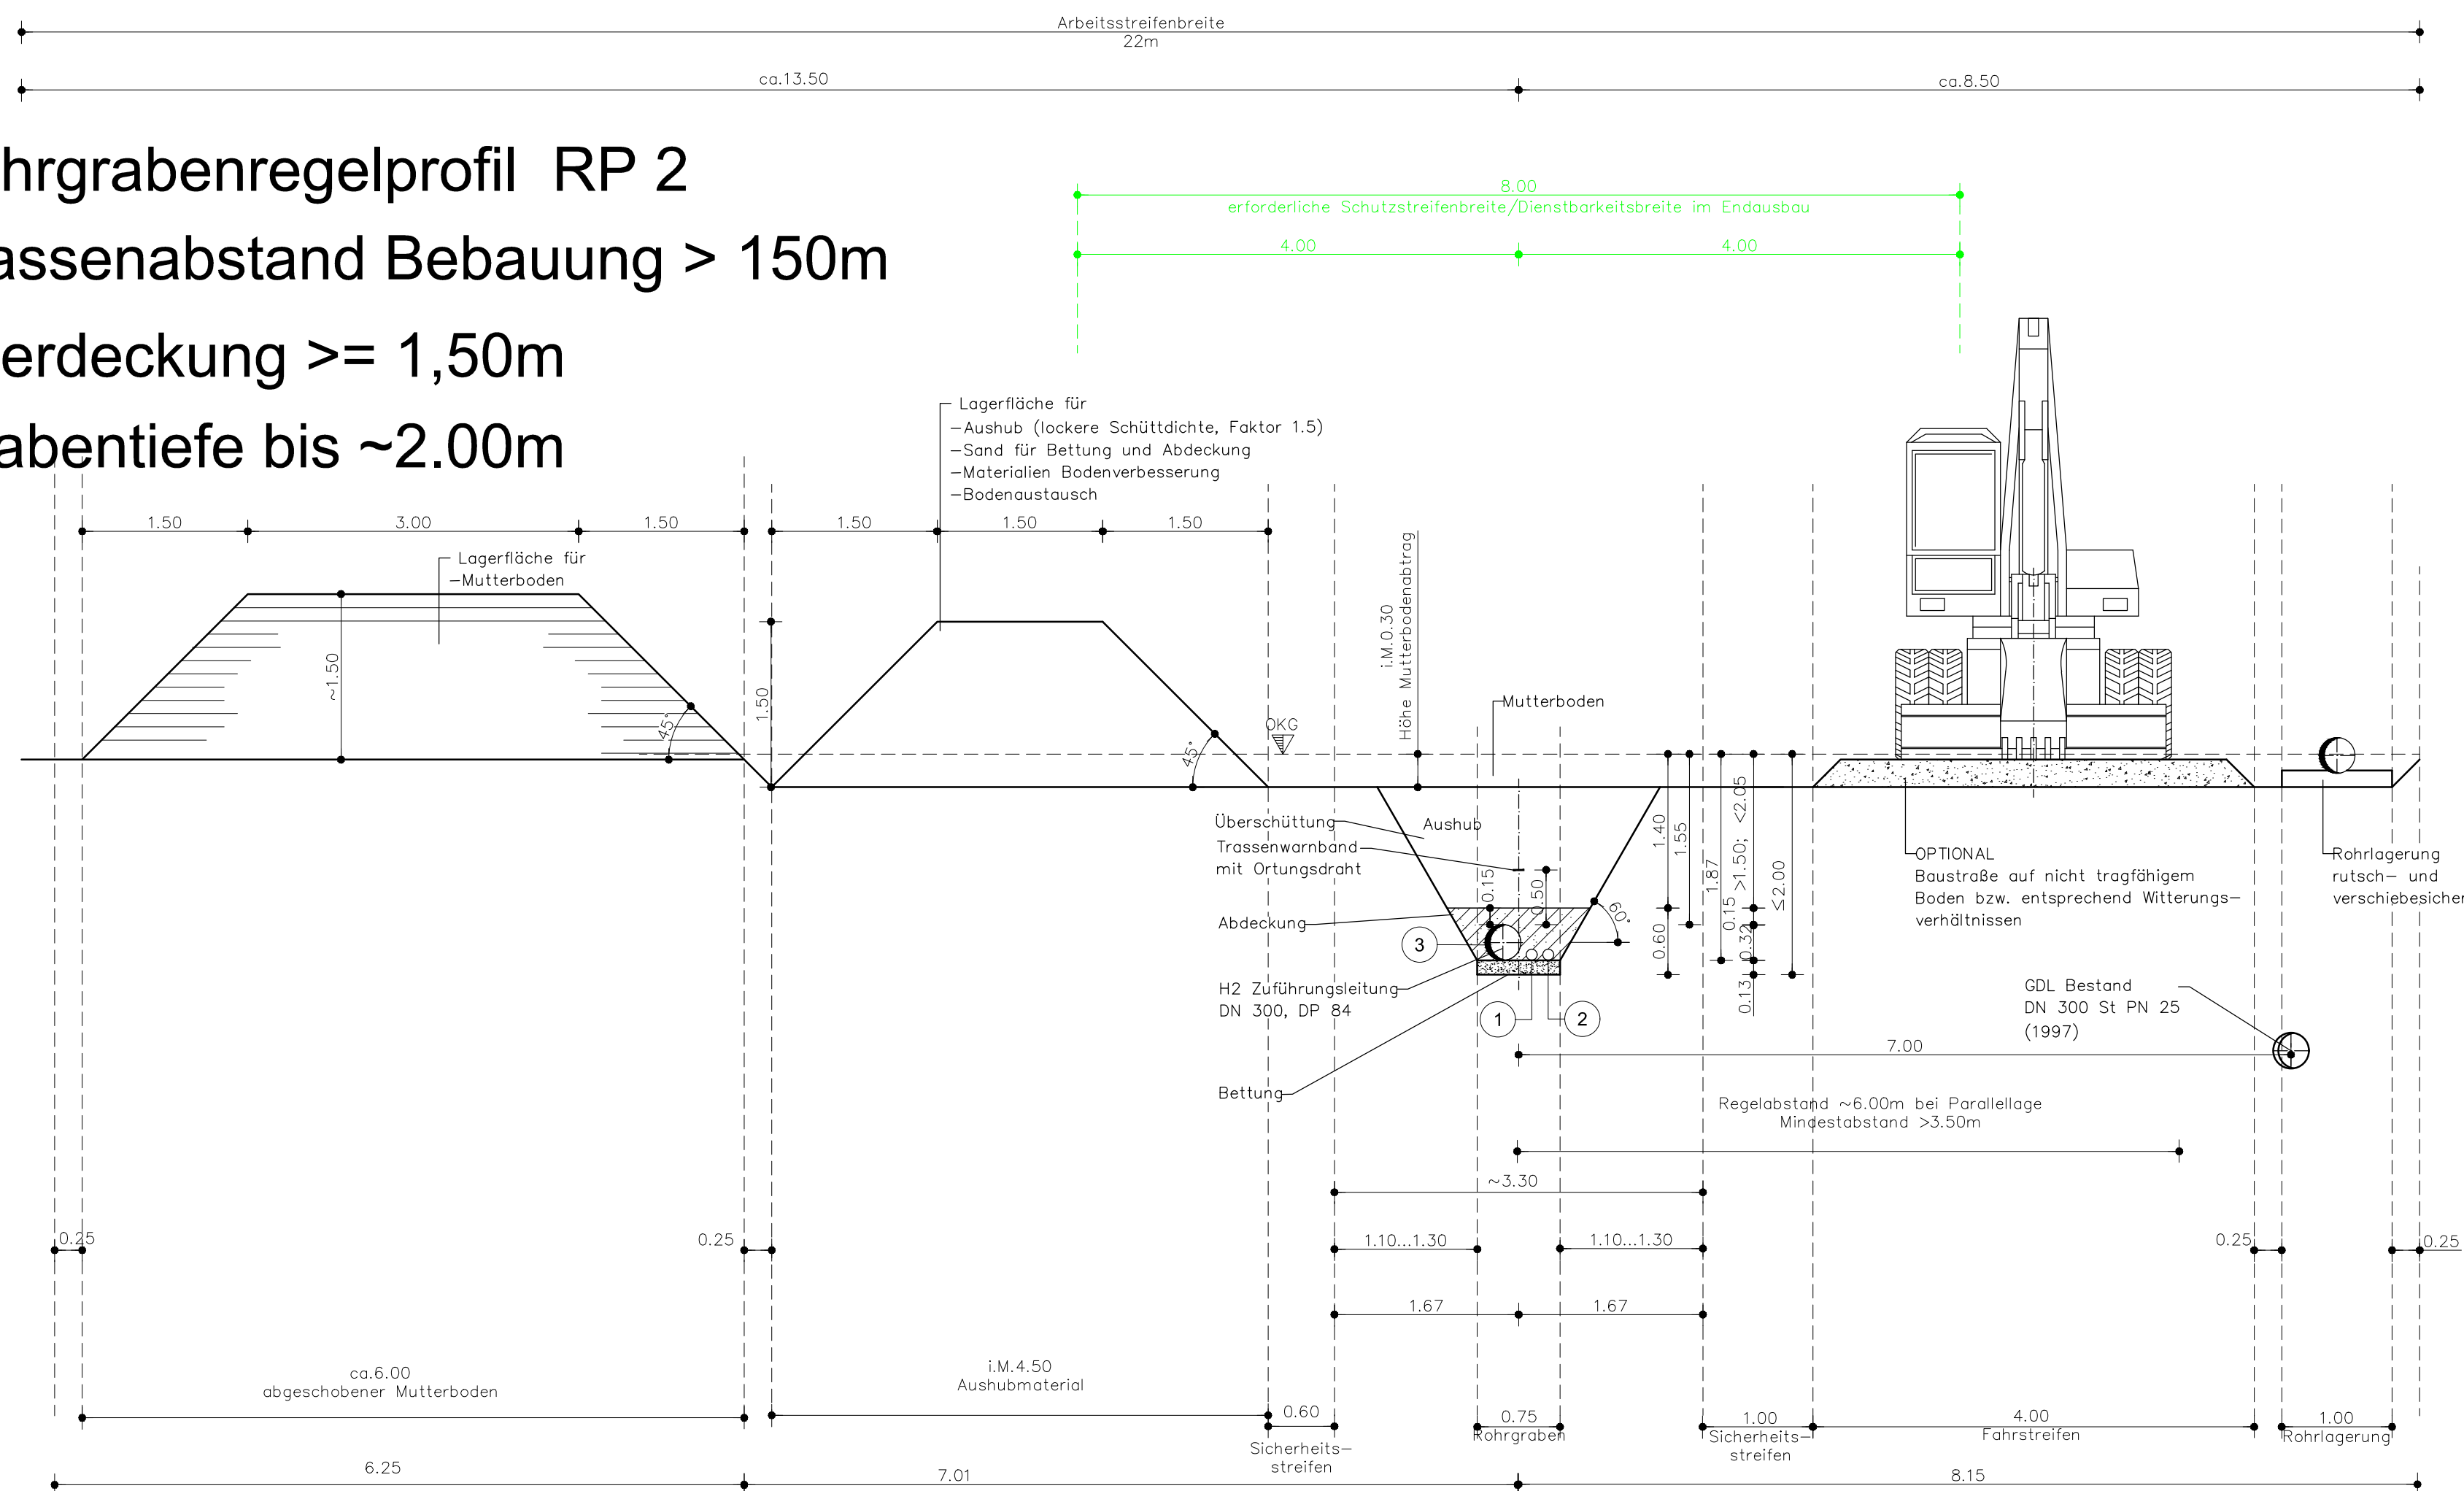 Arbeitsstreifenbreite
22m
ca.13.50
ca.8.50
hrgrabenregelprofil RP 2
assenabstand Bebauung > 150m
erdeckung >= 1,50m
abentiefe bis ~2.00m
8.00
erforderliche Schutzstreifenbreite/Dienstbarkeitsbreite im Endausbau
4.00
4.00
Lagerfläche für
-Aushub (lockere Schüttdichte, Faktor 1.5)
-Sand für Bettung und Abdeckung
-Materialien Bodenverbesserung
-Bodenaustausch
1.50
3.00
1.50
1.50
1.50
1.50
Lagerfläche für
-Mutterboden
~1.50
45°
1.50
45°
OKG
i.M.0.30
Höhe Mutterbodenabtrag
Mutterboden
Überschüttung
Aushub
Trassenwarnband
mit Ortungsdraht
Abdeckung
0.15
0.50
60°
3
H2 Zuführungsleitung
DN 300, DP 84
1
2
Bettung
1.40
0.60
1.55
1.87
>1.50; <2.05
0.15
0.32
0.13
≤2.00
OPTIONAL
Baustraße auf nicht tragfähigem
Boden bzw. entsprechend Witterungs-
verhältnissen
Rohrlagerung
rutsch- und
verschiebesicher
GDL Bestand
DN 300 St PN 25
(1997)
7.00
Regelabstand ~6.00m bei Parallellage
Mindestabstand >3.50m
~3.30
0.25
0.25
1.10...1.30
1.10...1.30
0.25
0.25
1.67
1.67
ca.6.00
abgeschobener Mutterboden
i.M.4.50
Aushubmaterial
0.60
Sicherheits-
streifen
0.75
Rohrgraben
1.00
Sicherheits-
streifen
4.00
Fahrstreifen
1.00
Rohrlagerung
6.25
7.01
8.15